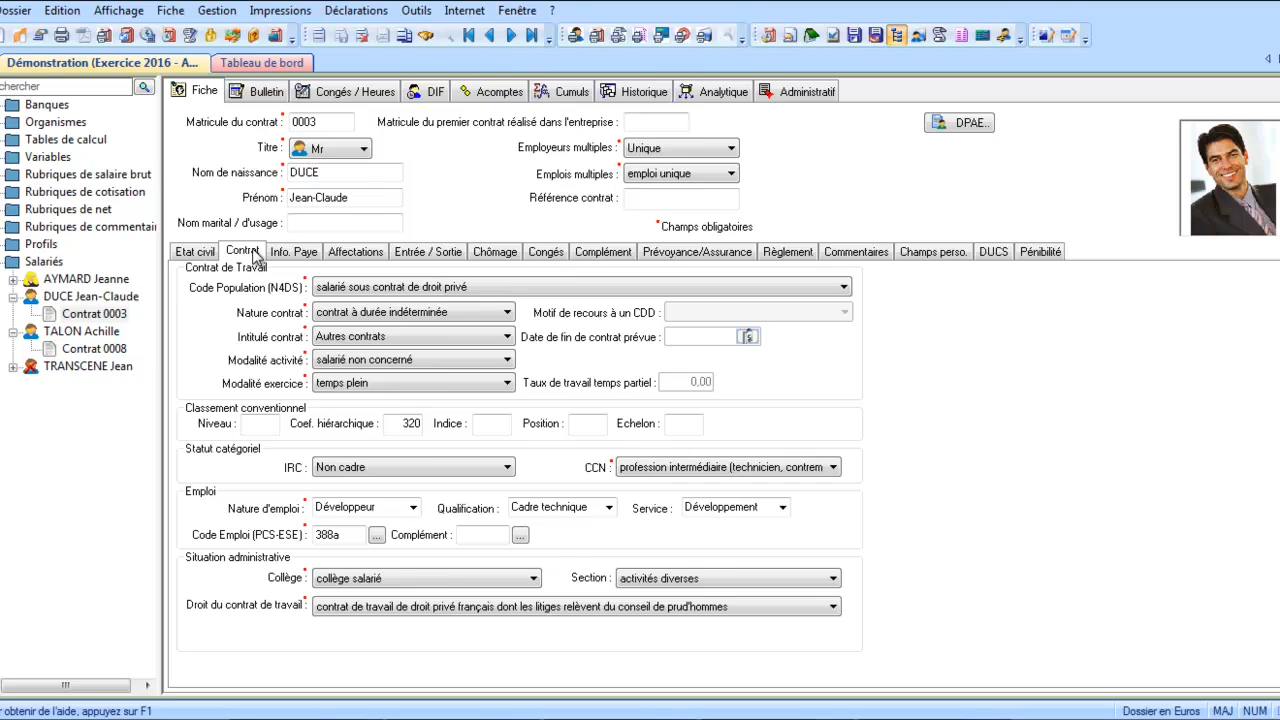 Dossier Edition Affichage Fiche Gestion Impressions Déclarations Outils Internet Fenêtre ?
Démonstration (Exercice 2016 - A... Tableau de bord
chercher
Banques
Organismes
Tables de calcul
Variables
Rubriques de salaire brut
Rubriques de cotisation
Rubriques de net
Rubriques de commentai
Profils
Salariés
AYMARD Jeanne
DUCE Jean-Claude
Contrat 0003
TALON Achille
Contrat 0008
TRANSCENE Jean
Fiche Bulletin Congés / Heures DIF Acomptes Cumuls Historique Analytique Administratif
Matricule du contrat : 0003 Matricule du premier contrat réalisé dans l'entreprise : DPAE...
Titre : Mr Employeurs multiples : Unique
Nom de naissance : DUCE Emplois multiples : emploi unique
Prénom : Jean-Claude Référence contrat :
Nom marital / d'usage : *Champs obligatoires
Etat civil Contrat Info. Paye Affectations Entrée / Sortie Chômage Congés Complément Prévoyance/Assurance Règlement Commentaires Champs perso. DUCS Pénibilité
Contrat de Travail
Code Population (N4DS) : salarié sous contrat de droit privé
Nature contrat : contrat à durée indéterminée Motif de recours à un CDD :
Intitulé contrat : Autres contrats Date de fin de contrat prévue :
Modalité activité : salarié non concerné
Modalité exercice : temps plein Taux de travail temps partiel : 0,00
Classement conventionnel
Niveau : Coef. hiérarchique : 320 Indice : Position : Echelon :
Statut catégoriel
IRC : Non cadre CCN : profession intermédiaire (technicien, contrem
Emploi
Nature d'emploi : Développeur Qualification : Cadre technique Service : Développement
Code Emploi (PCS-ESE) : 388a ... Complément : ...
Situation administrative
Collège : collège salarié Section : activités diverses
Droit du contrat de travail : contrat de travail de droit privé français dont les litiges relèvent du conseil de prud'hommes
r obtenir de l'aide, appuyez sur F1 Dossier en Euros MAJ NUM